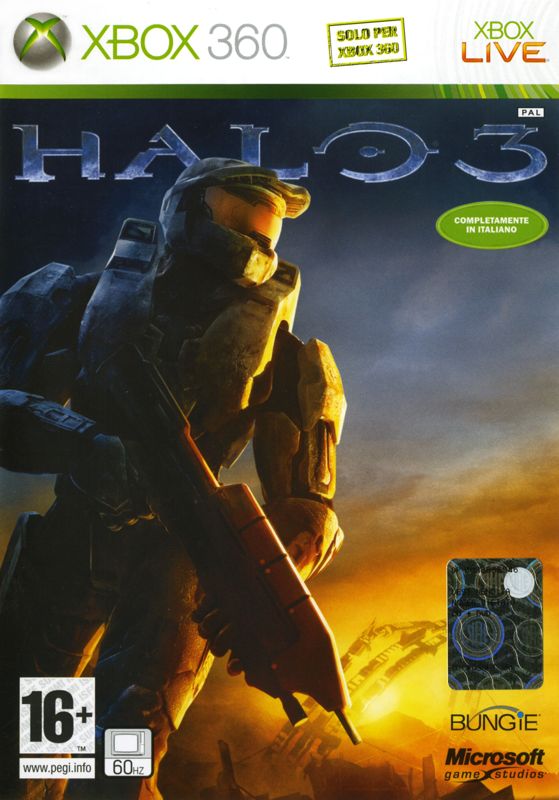 XBOX 360
SOLO PER
XBOX 360
XBOX
LIVE
PAL
HALO 3
COMPLETAMENTE
IN ITALIANO
16+
TM
www.pegi.info
60HZ
BUNGiE
Microsoft
game studios